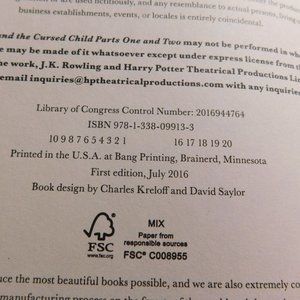 or are used fictitiously, and any resemblance to actual persons, living
business establishments, events, or locales is entirely coincidental.
and the Cursed Child Parts One and Two may not be performed in wh
e may be made of it whatsoever except under express license from th
he work, J.K. Rowling and Harry Potter Theatrical Productions Li
email inquiries@hptheatricalproductions.com with any enquiries.
Library of Congress Control Number: 2016944764
ISBN 978-1-338-09913-3
10 9 8 7 6 5 4 3 2 1 16 17 18 19 20
Printed in the U.S.A. at Bang Printing, Brainerd, Minnesota
First edition, July 2016
Book design by Charles Kreloff and David Saylor
FSC
www.fsc.org
MIX
Paper from
responsible sources
FSC® C008955
uce the most beautiful books possible, and we are also extremely co
manufacturing process